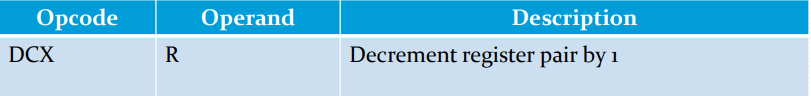 Opcode Operand Description
DCX R Decrement register pair by 1